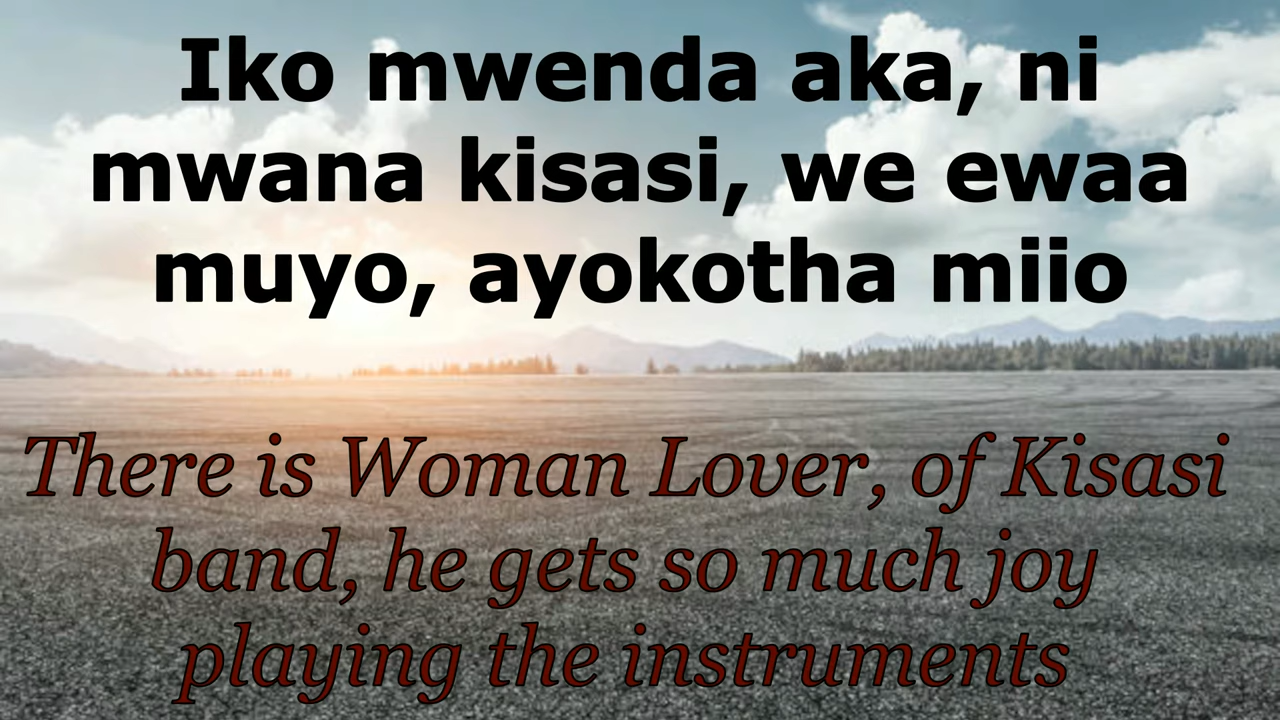 Iko mwenda aka, ni
mwana kisasi, we ewaa
muyo, ayokotha miio
There is Woman Lover, of Kisasi
band, he gets so much joy
playing the instruments